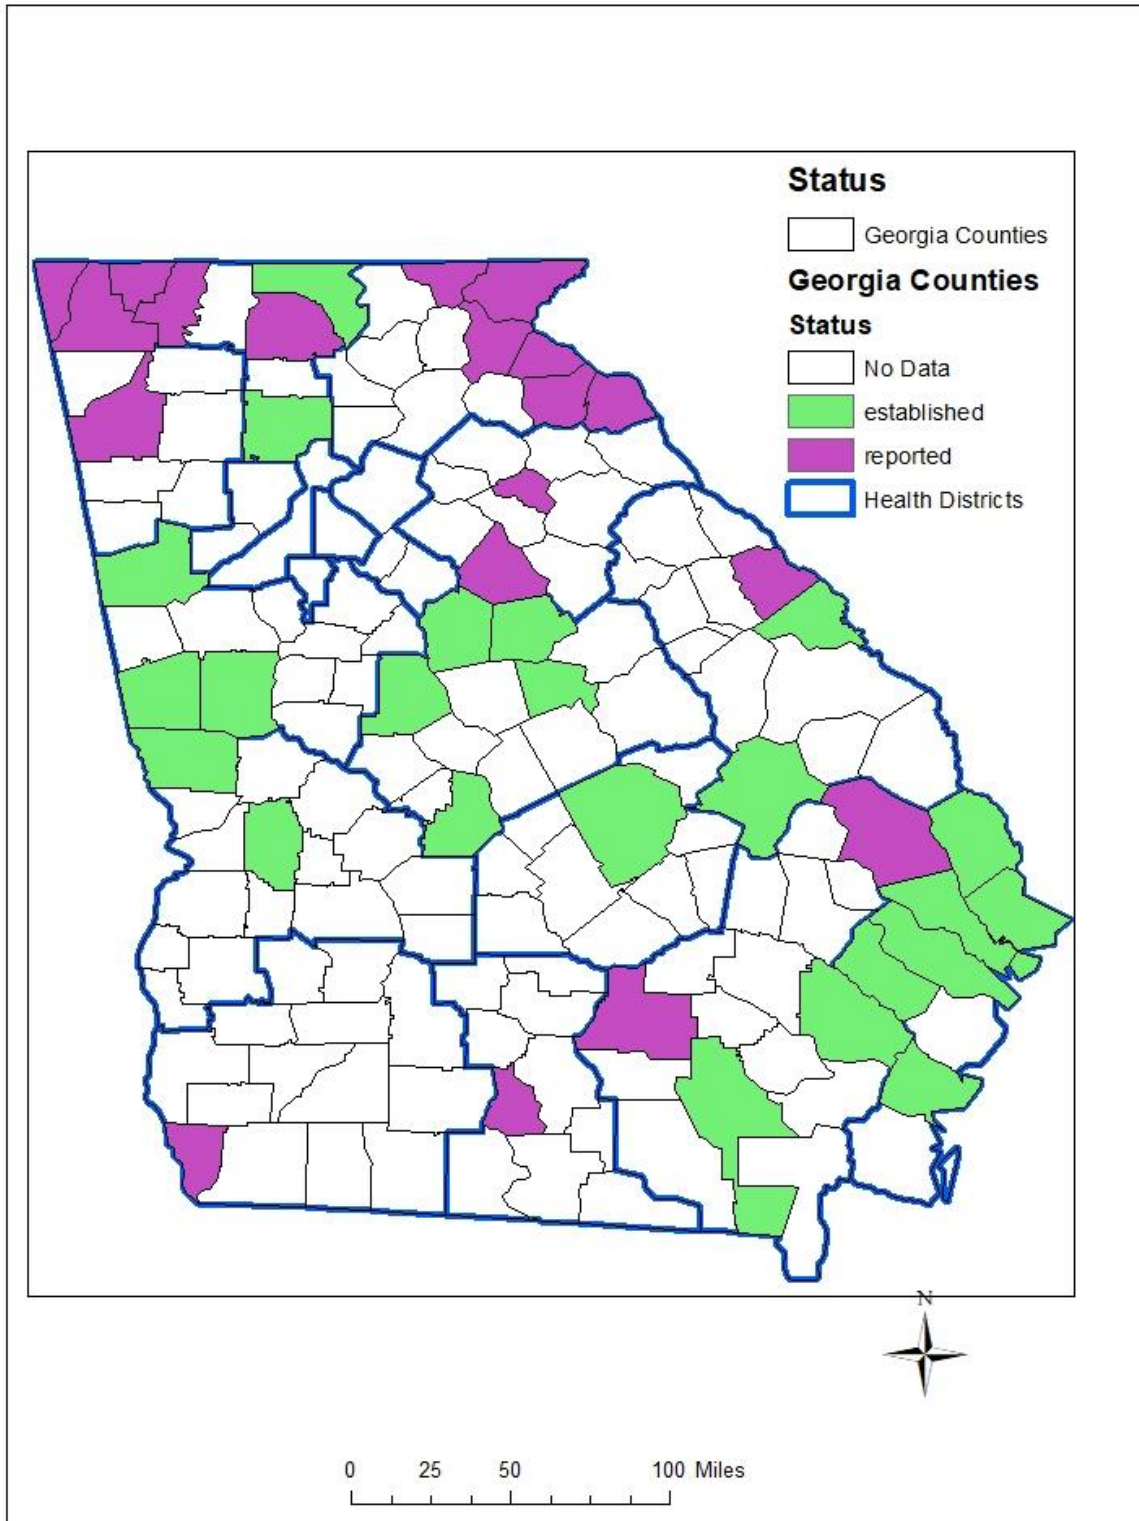 Status
Georgia Counties
Georgia Counties
Status
No Data
established
reported
Health Districts
N
0 25 50 100 Miles